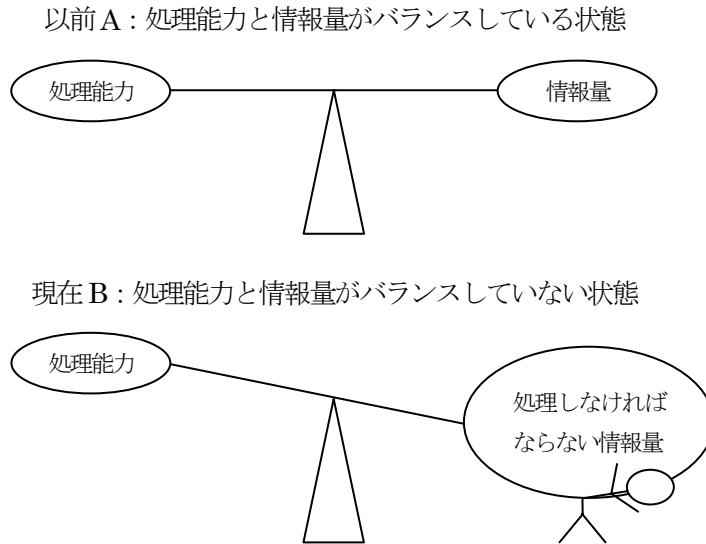 以前A：処理能力と情報量がバランスしている状態
処理能力
情報量
現在B：処理能力と情報量がバランスしていない状態
処理能力
処理しなければ
ならない情報量